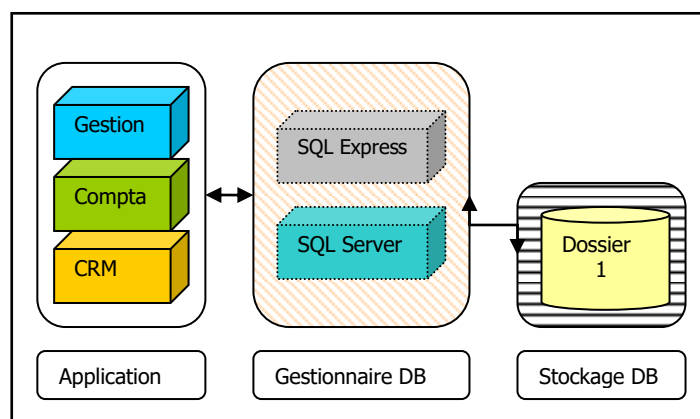 Gestion
Compta
CRM
SQL Express
SQL Server
Dossier
1
Application
Gestionnaire DB
Stockage DB